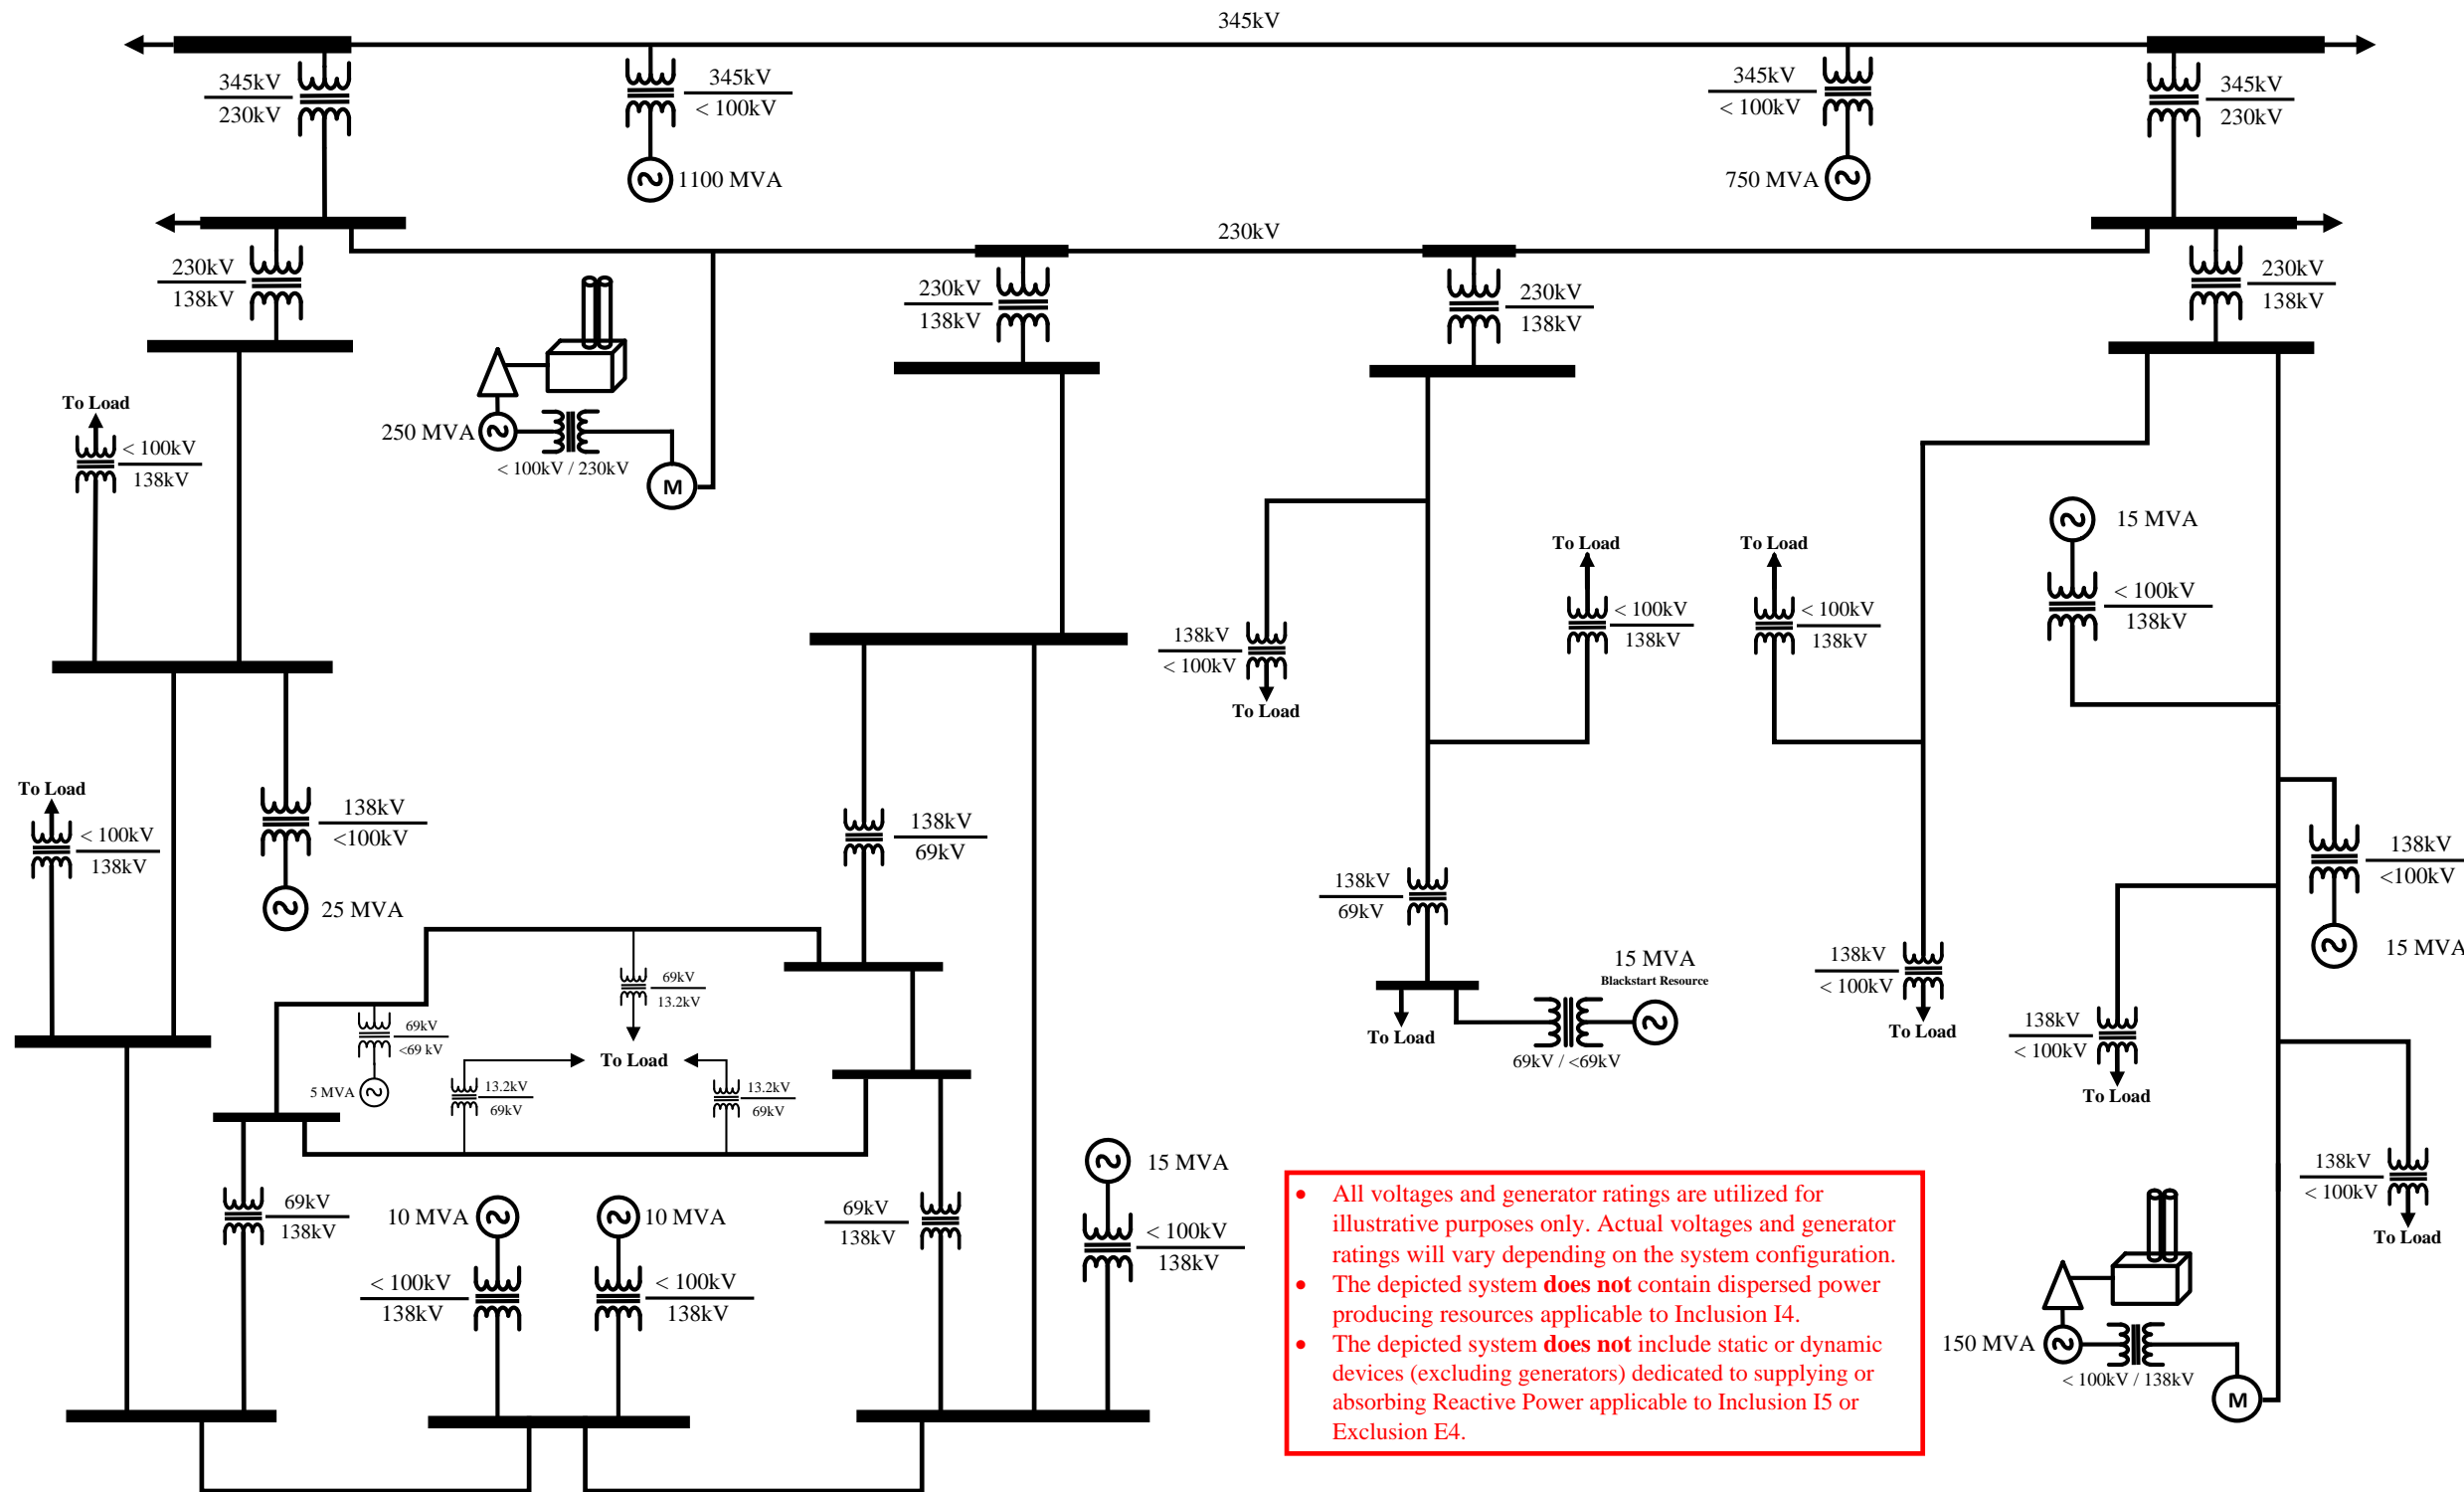 345kV
345kV
230kV
345kV
< 100kV
345kV
< 100kV
345kV
230kV
1100 MVA
750 MVA
230kV
230kV
138kV
230kV
138kV
230kV
138kV
230kV
138kV
To Load
< 100kV
138kV
250 MVA
< 100kV / 230kV
M
15 MVA
To Load
To Load
< 100kV
138kV
138kV
< 100kV
To Load
< 100kV
138kV
< 100kV
138kV
To Load
< 100kV
138kV
138kV
<100kV
25 MVA
138kV
69kV
138kV
69kV
138kV
<100kV
15 MVA
15 MVA
Blackstart Resource
To Load
69kV / <69kV
138kV
< 100kV
To Load
138kV
< 100kV
To Load
69kV
13.2kV
69kV
<69 kV
5 MVA
To Load
13.2kV
69kV
13.2kV
69kV
69kV
138kV
10 MVA
10 MVA
69kV
138kV
15 MVA
< 100kV
138kV
< 100kV
138kV
< 100kV
138kV
138kV
< 100kV
To Load
150 MVA
< 100kV / 138kV
M
• All voltages and generator ratings are utilized for
illustrative purposes only. Actual voltages and generator
ratings will vary depending on the system configuration.
• The depicted system does not contain dispersed power
producing resources applicable to Inclusion I4.
• The depicted system does not include static or dynamic
devices (excluding generators) dedicated to supplying or
absorbing Reactive Power applicable to Inclusion I5 or
Exclusion E4.